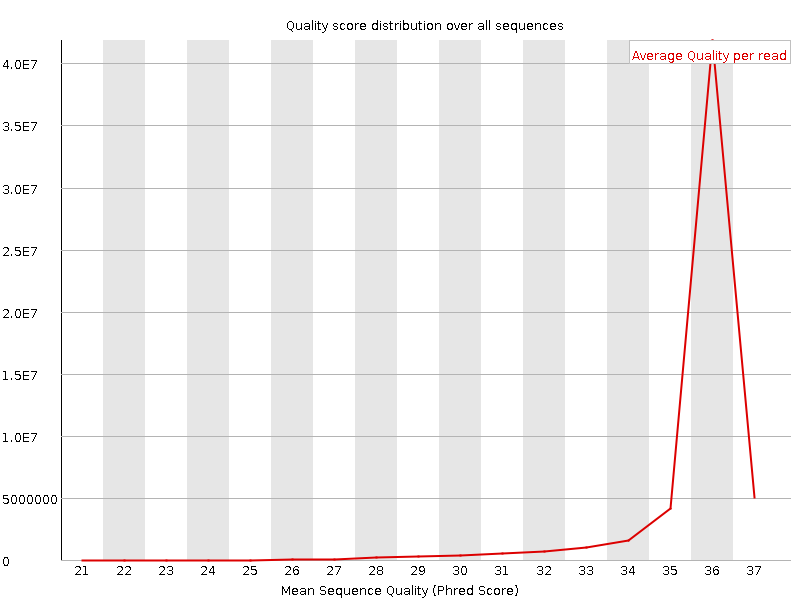 Quality score distribution over all sequences
Average Quality per read
4.0E7
3.5E7
3.0E7
2.5E7
2.0E7
1.5E7
1.0E7
5000000
0
21 22 23 24 25 26 27 28 29 30 31 32 33 34 35 36 37
Mean Sequence Quality (Phred Score)